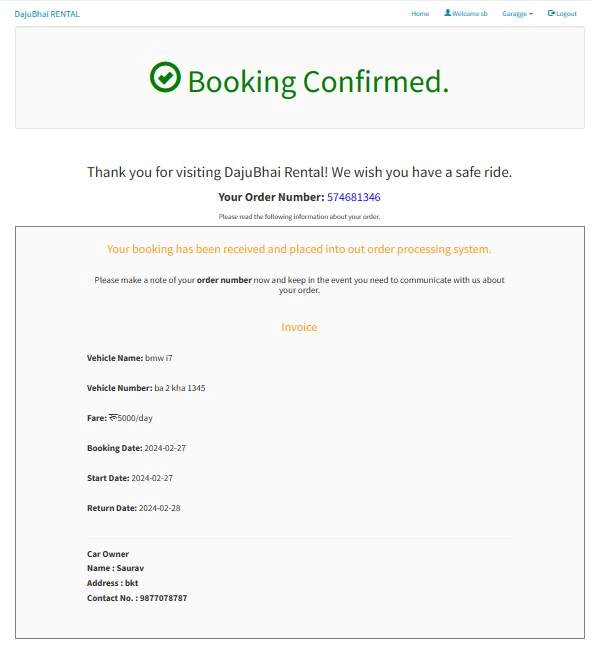 DajuBhai RENTAL
Home Welcome sb Garagge Logout
Booking Confirmed.
Thank you for visiting DajuBhai Rental! We wish you have a safe ride.
Your Order Number: 574681346
Please read the following information about your order.
Your booking has been received and placed into out order processing system.
Please make a note of your order number now and keep in the event you need to communicate with us about
your order.
Invoice
Vehicle Name: bmw i7
Vehicle Number: ba 2 kha 1345
Fare: रू5000/day
Booking Date: 2024-02-27
Start Date: 2024-02-27
Return Date: 2024-02-28
Car Owner
Name : Saurav
Address : bkt
Contact No. : 9877078787